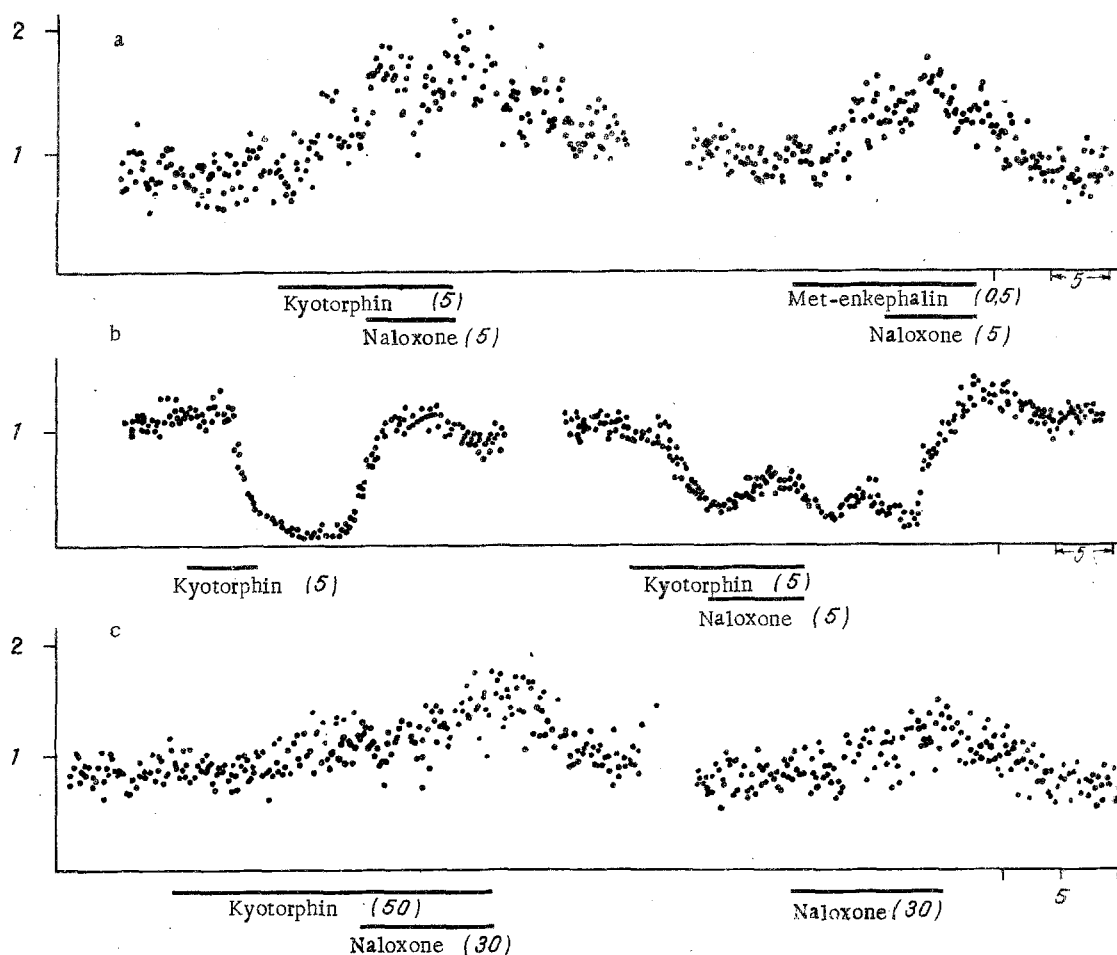 2
a
1
Kyotorphin (5)
Naloxone (5)
Met-enkephalin (0,5)
Naloxone (5)
5
b
1
Kyotorphin (5)
Kyotorphin (5)
Naloxone (5)
5
c
2
1
Kyotorphin (50)
Naloxone (30)
Naloxone (30)
5